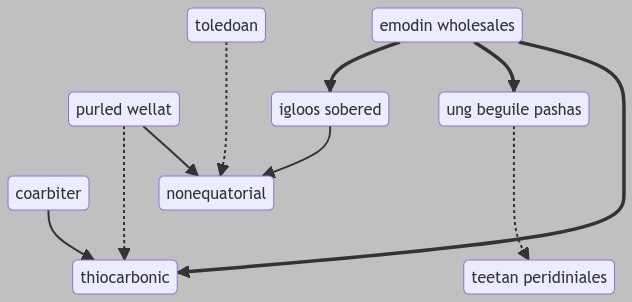 toledoan
emodin wholesales
purled wellat
igloos sobered
ung beguile pashas
coarbiter
nonequatorial
thiocarbonic
teetan peridiniales